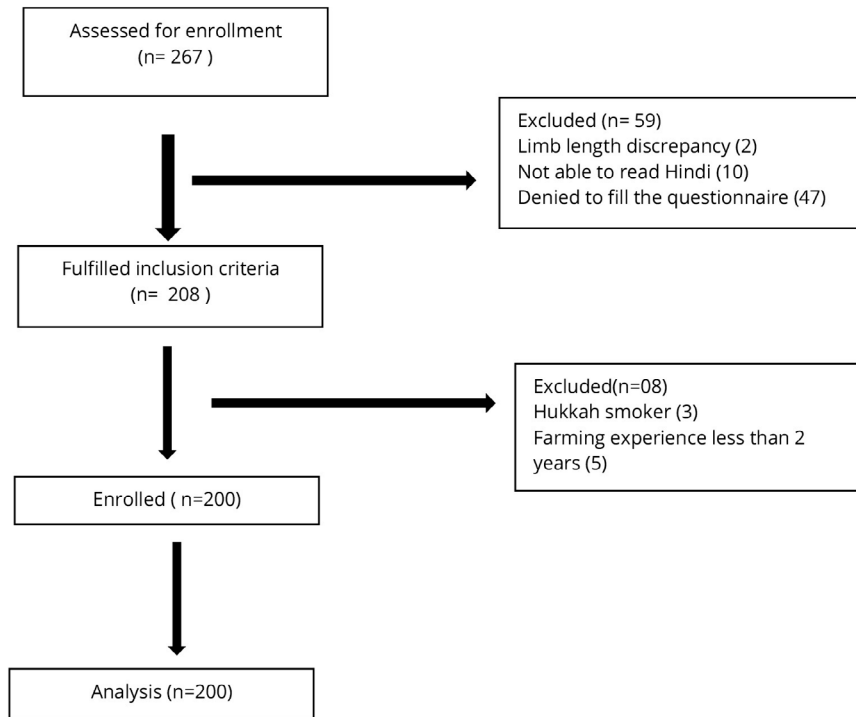 Assessed for enrollment
(n= 267 )
Excluded (n= 59)
Limb length discrepancy (2)
Not able to read Hindi (10)
Denied to fill the questionnaire (47)
Fulfilled inclusion criteria
(n=  208 )
Excluded(n=08)
Hukkah smoker (3)
Farming experience less than 2
years (5)
Enrolled ( n=200)
Analysis (n=200)